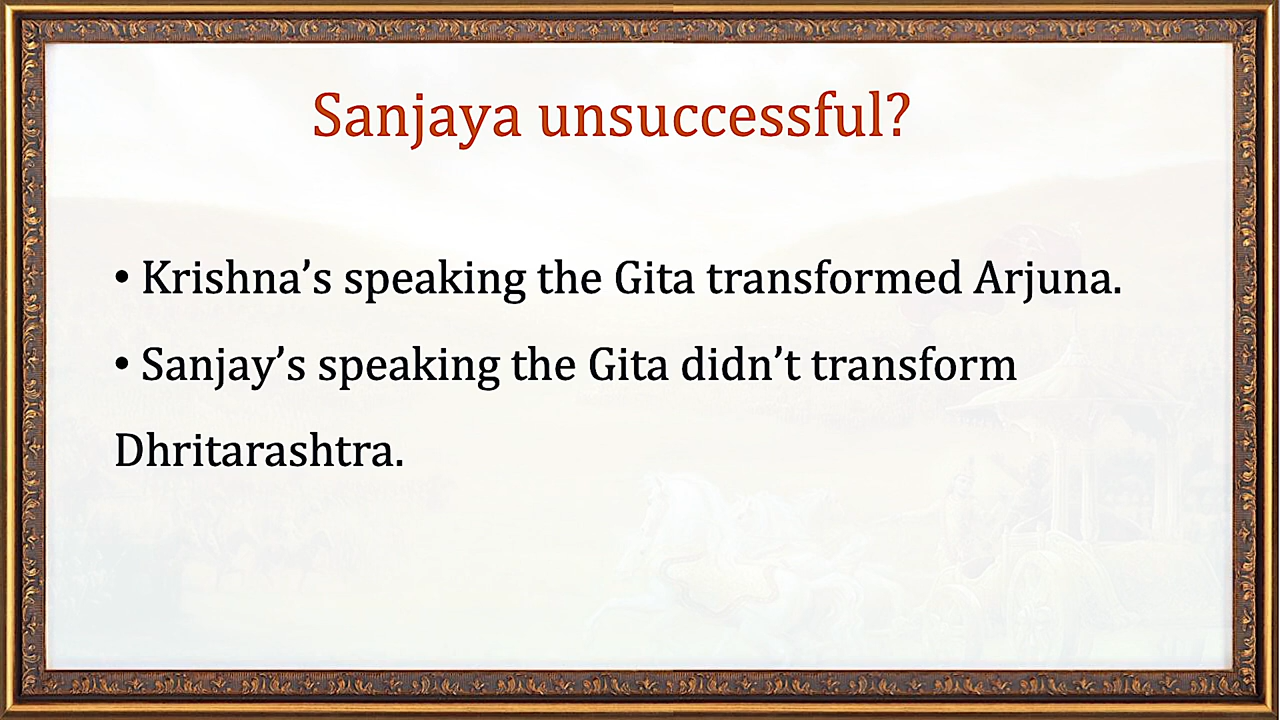 Sanjaya unsuccessful?
• Krishna’s speaking the Gita transformed Arjuna.
• Sanjay’s speaking the Gita didn’t transform
Dhritarashtra.